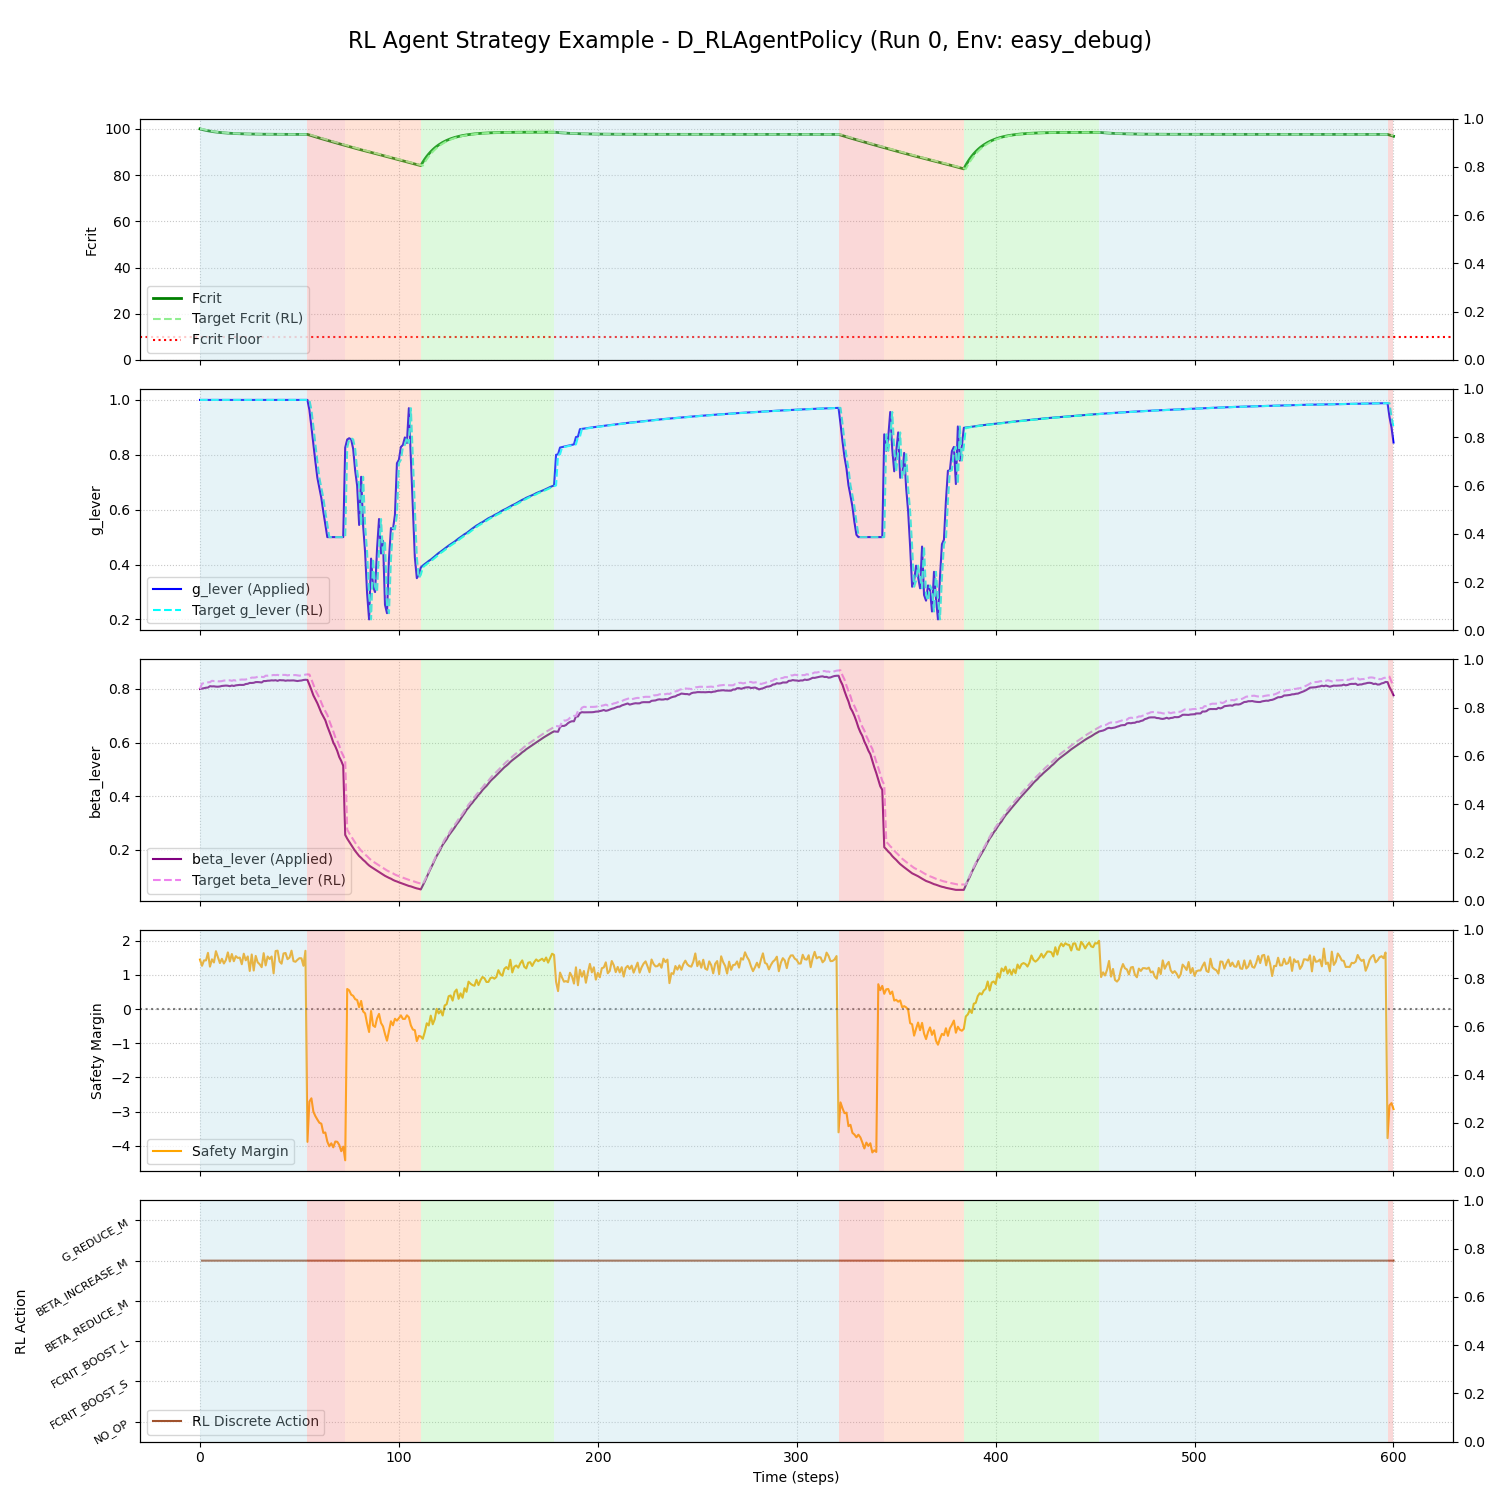 RL Agent Strategy Example - D_RLAgentPolicy (Run 0, Env: easy_debug)
Fcrit
100
80
60
40
20
0
1.0
0.8
0.6
0.4
0.2
0.0
Fcrit
Target Fcrit (RL)
Fcrit Floor
g_lever
1.0
0.8
0.6
0.4
0.2
1.0
0.8
0.6
0.4
0.2
0.0
g_lever (Applied)
Target g_lever (RL)
beta_lever
0.8
0.6
0.4
0.2
1.0
0.8
0.6
0.4
0.2
0.0
beta_lever (Applied)
Target beta_lever (RL)
Safety Margin
2
1
0
−1
−2
−3
−4
1.0
0.8
0.6
0.4
0.2
0.0
Safety Margin
RL Action
G_REDUCE_M
BETA_INCREASE_M
BETA_REDUCE_M
FCRIT_BOOST_L
FCRIT_BOOST_S
NO_OP
1.0
0.8
0.6
0.4
0.2
0.0
RL Discrete Action
0 100 200 300 400 500 600
Time (steps)